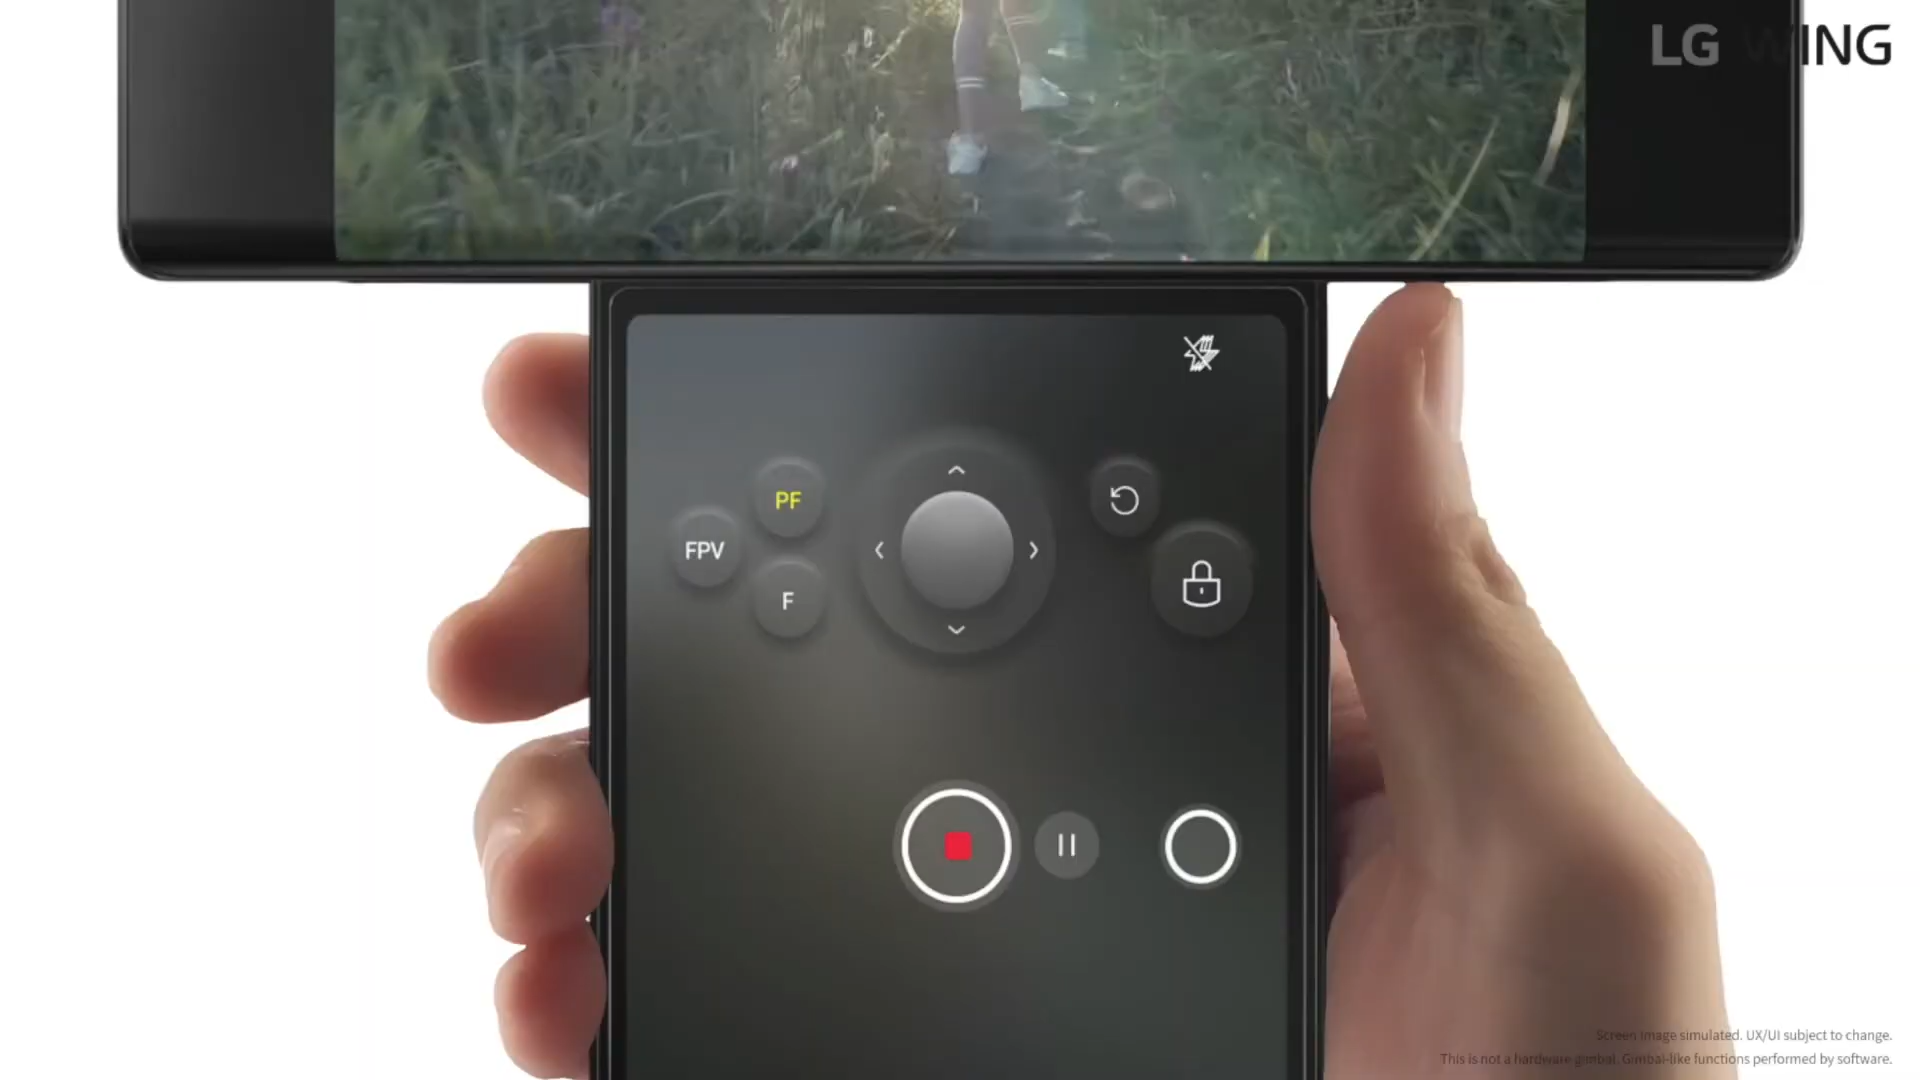 LG WING
PF
FPV
F
Screen image simulated. UX/UI subject to change.
This is not a hardware gimbal. Gimbal-like functions performed by software.